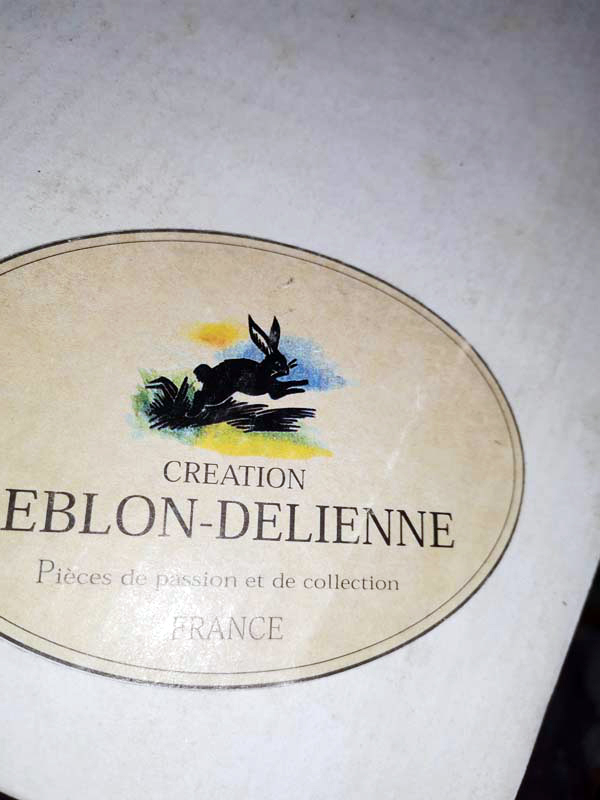 CREATION
EBLON-DELIENNE
Pièces de passion et de collection
FRANCE